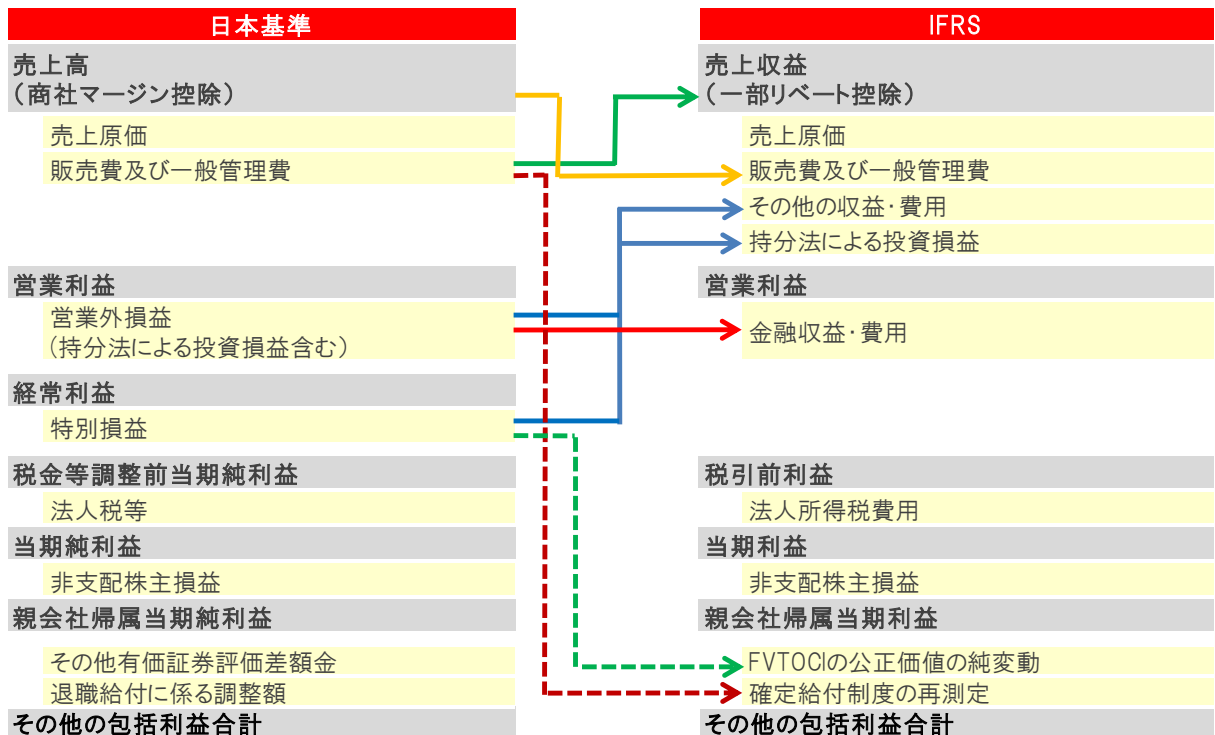 日本基準
売上高
（商社マージン控除）
売上原価
販売費及び一般管理費
営業利益
営業外損益
（持分法による投資損益含む）
経常利益
特別損益
税金等調整前当期純利益
法人税等
当期純利益
非支配株主損益
親会社帰属当期純利益
その他有価証券評価差額金
退職給付に係る調整額
その他の包括利益合計
IFRS
売上収益
（一部リベート控除）
売上原価
販売費及び一般管理費
その他の収益・費用
持分法による投資損益
営業利益
金融収益・費用
税引前利益
法人所得税費用
当期利益
非支配株主損益
親会社帰属当期利益
FVTOCIの公正価値の純変動
確定給付制度の再測定
その他の包括利益合計